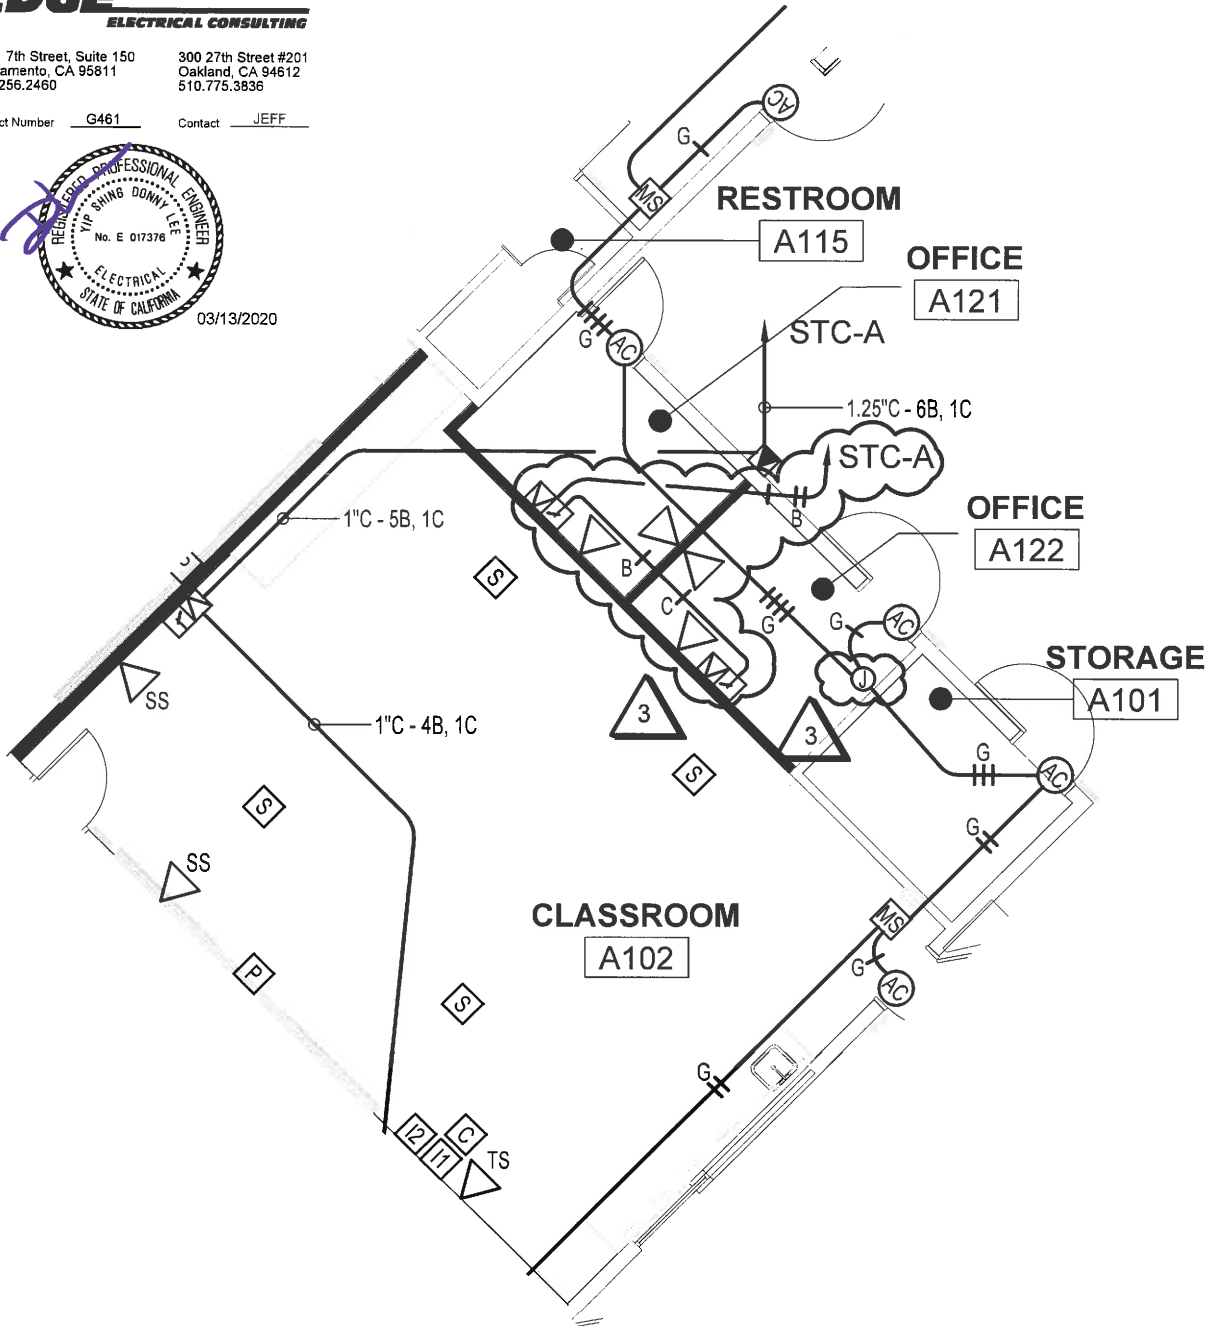 ELECTRICAL CONSULTING
7th Street, Suite 150
300 27th Street #201
amento, CA 95811
Oakland, CA 94612
256.2460
510.775.3836
ct Number G461
Contact JEFF
REGISTERED PROFESSIONAL ENGINEER
YIP SHING DONNY LEE
No. E 017376
ELECTRICAL
STATE OF CALIFORNIA
03/13/2020
AC
G
MS
RESTROOM
A115
OFFICE
A121
G
AC
STC-A
1.25"C - 6B, 1C
STC-A
1"C - 5B, 1C
B
OFFICE
A122
S
B
C
G
G
AC
J
STORAGE
A101
SS
3
3
1"C - 4B, 1C
S
G
AC
S
G
SS
CLASSROOM
A102
MS
G
AC
P
S
G
I2
I1
C
TS